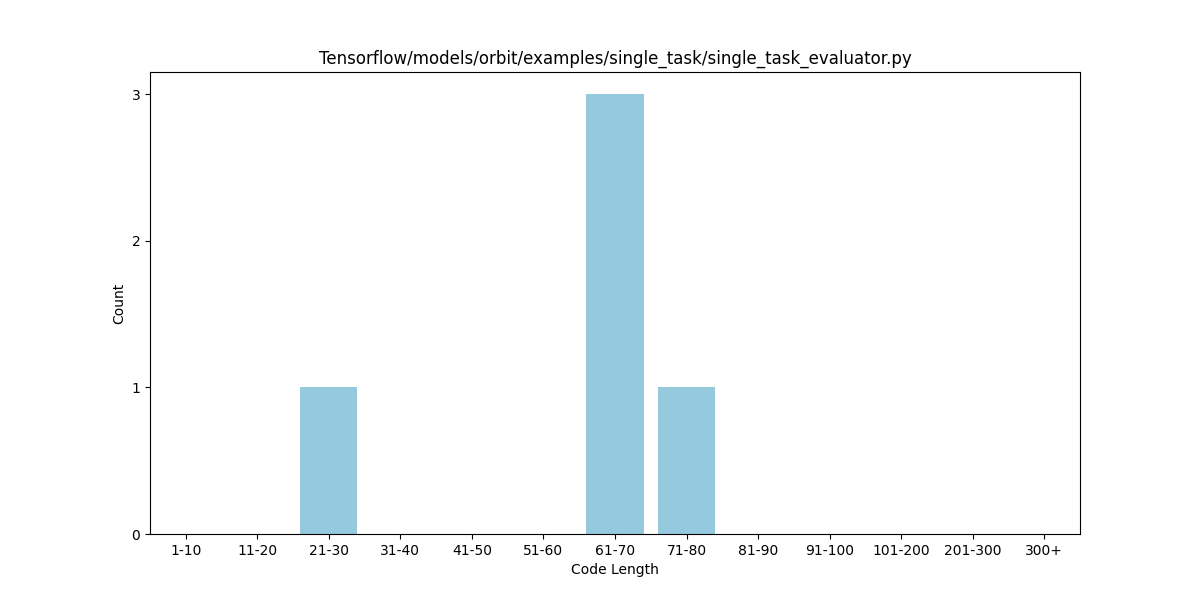 Tensorflow/models/orbit/examples/single_task/single_task_evaluator.py
3
2
1
0
Count
1-10 11-20 21-30 31-40 41-50 51-60 61-70 71-80 81-90 91-100 101-200 201-300 300+
Code Length